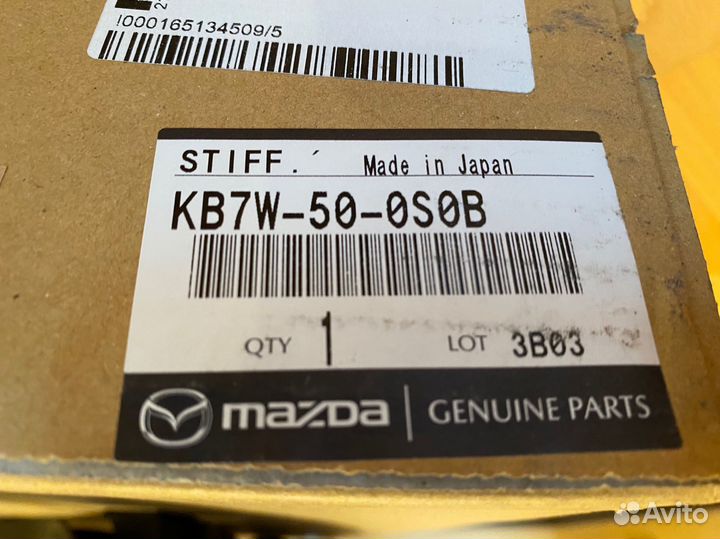 !000165134509/5
STIFF.´ Made in Japan
KB7W-50-0S0B
QTY 1 LOT 3B03
mazda GENUINE PARTS
Avito